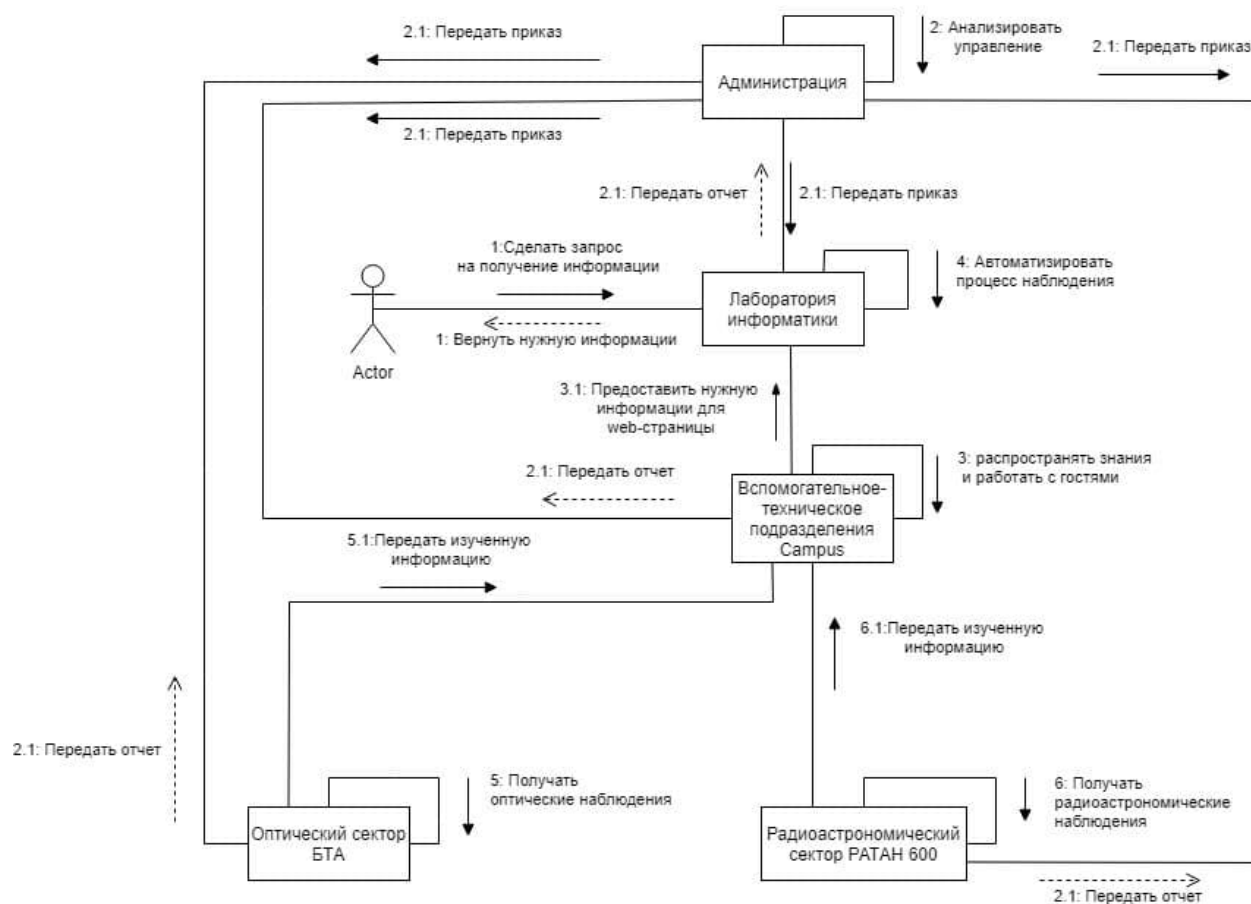 2.1: Передать приказ
2: Анализировать
управление
2.1: Передать приказ
Администрация
2.1: Передать приказ
2.1: Передать отчет
2.1: Передать приказ
1:Сделать запрос
на получение информации
4: Автоматизировать
процесс наблюдения
Лаборатория
информатики
1: Вернуть нужную информации
Actor
3.1: Предоставить нужную
информации для
web-страницы
2.1: Передать отчет
3: распространять знания
и работать с гостями
Вспомогательное-
техническое
подразделения
Campus
5.1:Передать изученную
информацию
6.1:Передать изученную
информацию
2.1: Передать отчет
5: Получать
оптические наблюдения
6: Получать
радиоастрономические
наблюдения
Оптический сектор
БТА
Радиоастрономический
сектор РАТАН 600
2.1: Передать отчет